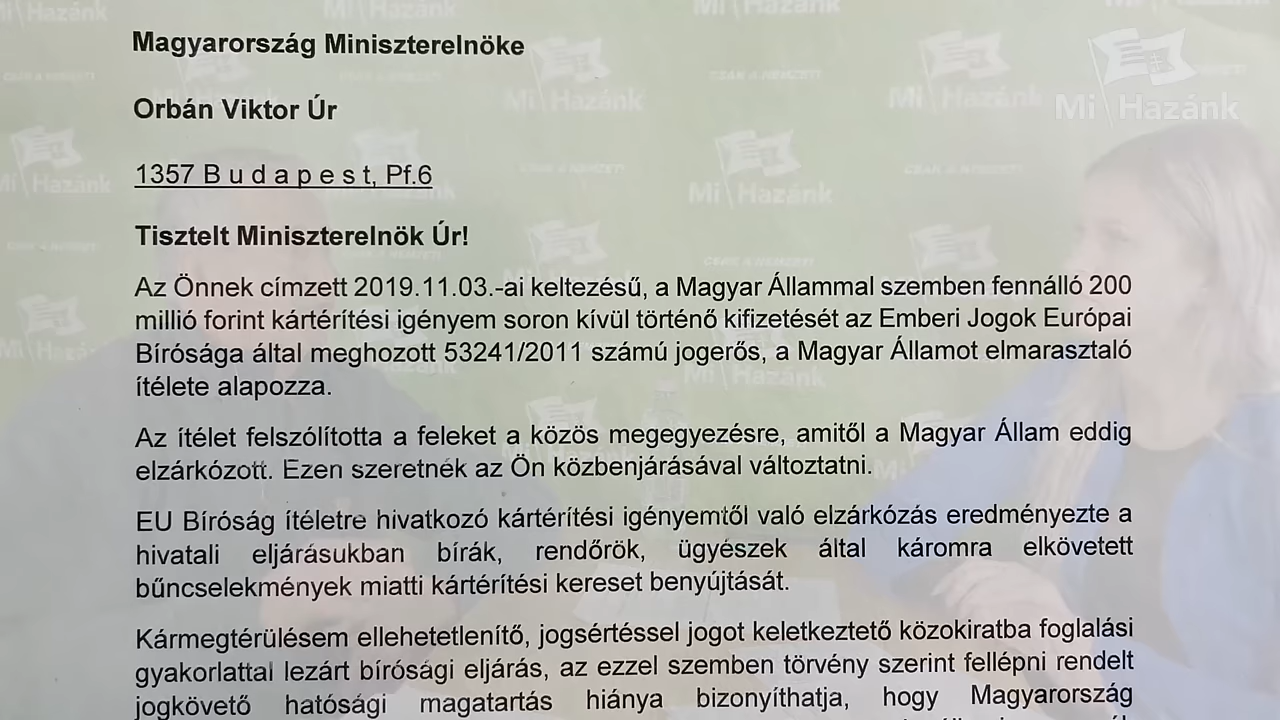 Magyarország Miniszterelnöke
Orbán Viktor Úr
1357 B u d a p e s t, Pf.6
Tisztelt Miniszterelnök Úr!
Az Önnek címzett 2019.11.03.-ai keltezésű, a Magyar Állammal szemben fennálló 200
millió forint kártérítési igényem soron kívül történő kifizetését az Emberi Jogok Európai
Bírósága által meghozott 53241/2011 számú jogerős, a Magyar Államot elmarasztaló
ítélete alapozza.
Az ítélet felszólította a feleket a közös megegyezésre, amitől a Magyar Állam eddig
elzárkózott. Ezen szeretnék az Ön közbenjárásával változtatni.
EU Bíróság ítéletre hivatkozó kártérítési igényemtől való elzárkózás eredményezte a
hivatali eljárásukban bírák, rendőrök, ügyészek által káromra elkövetett
bűncselekmények miatti kártérítési kereset benyújtását.
Kármegtérülésem ellehetetlenítő, jogsértéssel jogot keletkeztető közokiratba foglalási
gyakorlattal lezárt bírósági eljárás, az ezzel szemben törvény szerint fellépni rendelt
jogkövető hatósági magatartás hiánya bizonyíthatja, hogy Magyarország
Mi Hazánk